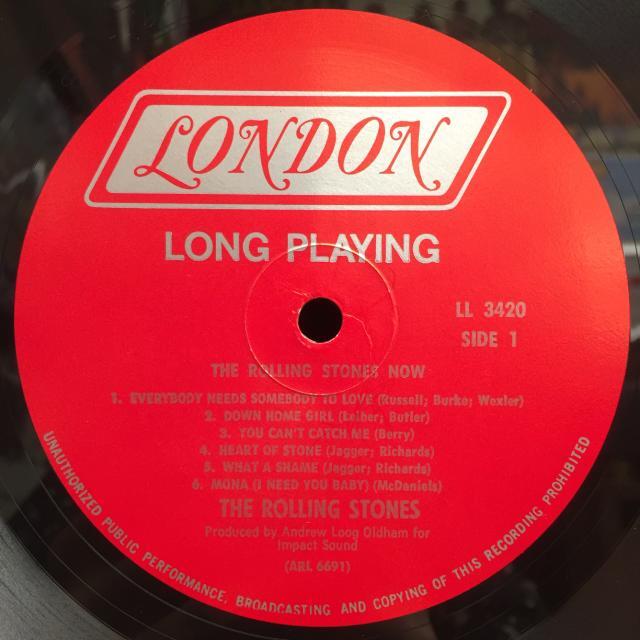 LONDON
LONG PLAYING
LL 3420
SIDE 1
THE ROLLING STONES NOW
1. EVERYBODY NEEDS SOMEBODY TO LOVE (Russell; Burke; Wexler)
2. DOWN HOME GIRL (Leiber; Butler)
3. YOU CAN'T CATCH ME (Berry)
4. HEART OF STONE (Jagger; Richards)
5. WHAT A SHAME (Jagger; Richards)
6. MONA (I NEED YOU BABY) (McDaniels)
THE ROLLING STONES
Produced by Andrew Loog Oldham for
Impact Sound
(ARL 6691)
UNAUTHORIZED PUBLIC PERFORMANCE, BROADCASTING AND COPYING OF THIS RECORDING PROHIBITED